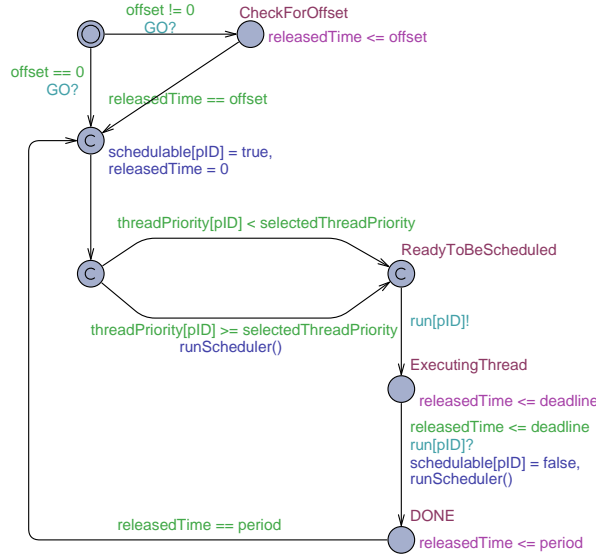 offset != 0
GO?
CheckForOffset
releasedTime <= offset
offset == 0
GO?
releasedTime == offset
C
schedulable[pID] = true,
releasedTime = 0
threadPriority[pID] < selectedThreadPriority
ReadyToBeScheduled
C
C
threadPriority[pID] >= selectedThreadPriority
runScheduler()
run[pID]!
ExecutingThread
releasedTime <= deadline
releasedTime <= deadline
run[pID]?
schedulable[pID] = false,
runScheduler()
DONE
releasedTime == period
releasedTime <= period